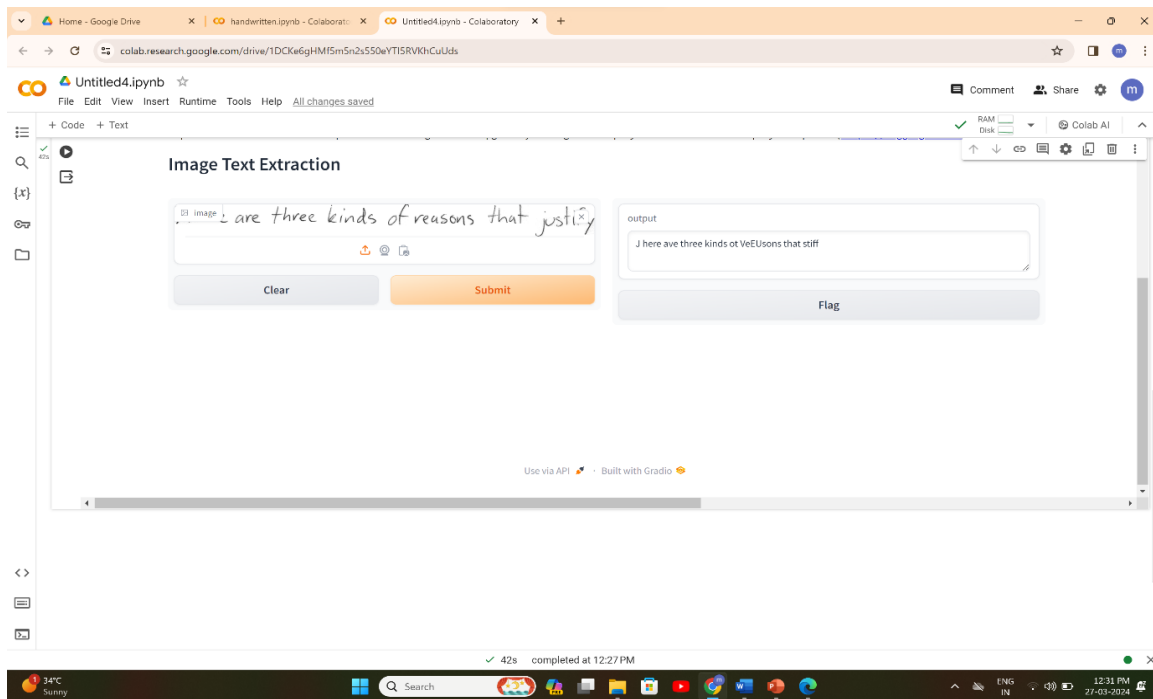 Home - Google Drive
handwritten.ipynb - Colaborato
Untitled4.ipynb - Colaboratory
colab.research.google.com/drive/1DCKe6gHMf5m5n2s550eYTI5RVKhCuUds
Untitled4.ipynb
File Edit View Insert Runtime Tools Help All changes saved
Comment Share m
+ Code + Text
RAM
Disk
Colab AI
42s
Image Text Extraction
image
are three kinds of reasons that justify
output
J here ave three kinds ot VeEUsons that stiff
Clear
Submit
Flag
Use via API · Built with Gradio
42s completed at 12:27 PM
1
34°C
Sunny
Search
ENG
IN
12:31 PM
27-03-2024